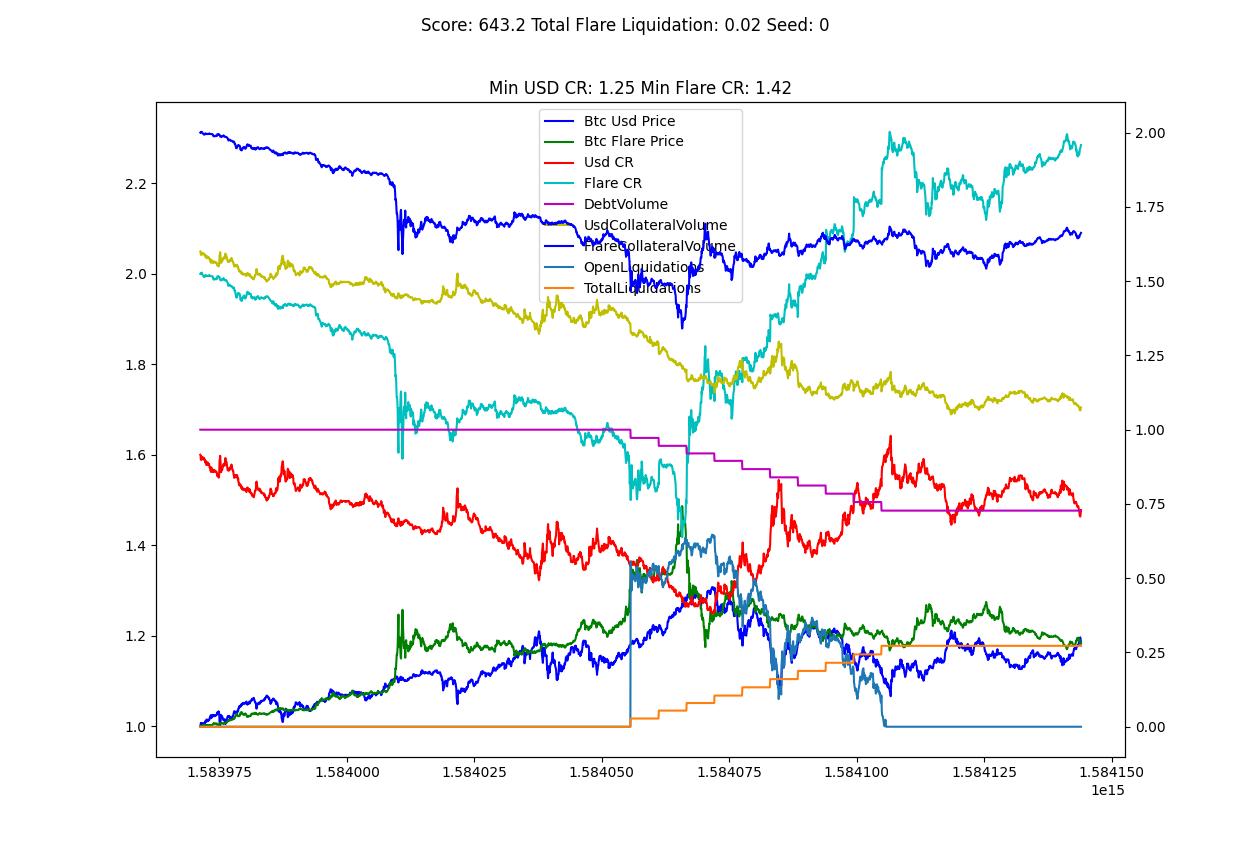 Score: 643.2 Total Flare Liquidation: 0.02 Seed: 0
Min USD CR: 1.25 Min Flare CR: 1.42
Btc Usd Price
Btc Flare Price
Usd CR
Flare CR
DebtVolume
UsdCollateralVolume
FlareCollateralVolume
OpenLiquidations
TotalLiquidations
2.2
2.0
1.8
1.6
1.4
1.2
1.0
2.00
1.75
1.50
1.25
1.00
0.75
0.50
0.25
0.00
1.583975 1.584000 1.584025 1.584050 1.584075 1.584100 1.584125 1.584150
1e15